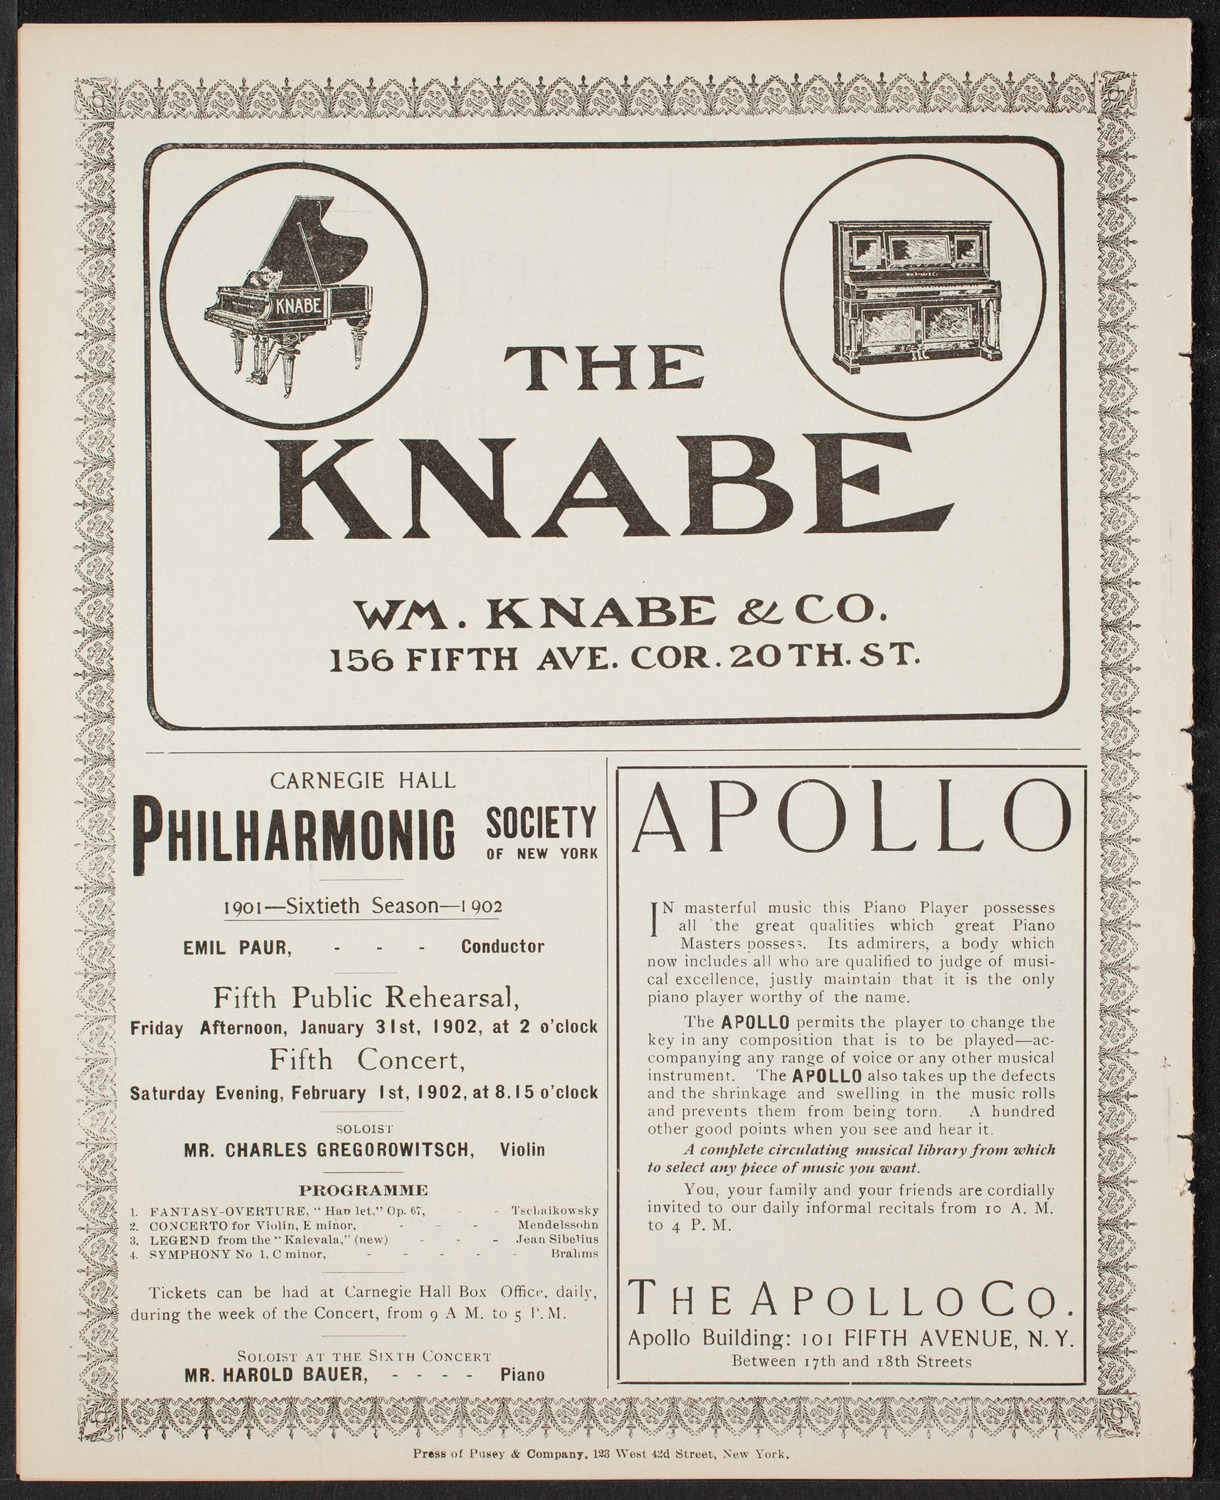 KNABE
THE
KNABE
WM. KNABE & CO.
156 FIFTH AVE. COR. 20TH. ST.
CARNEGIE HALL
PHILHARMONIC SOCIETY
OF NEW YORK
1901—Sixtieth Season—1902
EMIL PAUR, - - - Conductor
Fifth Public Rehearsal,
Friday Afternoon, January 31st, 1902, at 2 o'clock
Fifth Concert,
Saturday Evening, February 1st, 1902, at 8.15 o'clock
SOLOIST
MR. CHARLES GREGOROWITSCH, Violin
PROGRAMME
1. FANTASY-OVERTURE, "Hamlet," Op. 67, - - Tschaikowsky
2. CONCERTO for Violin, E minor, - - - Mendelssohn
3. LEGEND from the "Kalevala," (new) - - - Jean Sibelius
4. SYMPHONY No 1, C minor, - - - - - Brahms
Tickets can be had at Carnegie Hall Box Office, daily,
during the week of the Concert, from 9 A M. to 5 P. M.
SOLOIST AT THE SIXTH CONCERT
MR. HAROLD BAUER, - - - - Piano
APOLLO
IN masterful music this Piano Player possesses
all the great qualities which great Piano
Masters possess. Its admirers, a body which
now includes all who are qualified to judge of musi-
cal excellence, justly maintain that it is the only
piano player worthy of the name.
The APOLLO permits the player to change the
key in any composition that is to be played—ac-
companying any range of voice or any other musical
instrument. The APOLLO also takes up the defects
and the shrinkage and swelling in the music rolls
and prevents them from being torn. A hundred
other good points when you see and hear it.
A complete circulating musical library from which
to select any piece of music you want.
You, your family and your friends are cordially
invited to our daily informal recitals from 10 A. M.
to 4 P. M.
THE APOLLO CO.
Apollo Building: 101 FIFTH AVENUE, N. Y.
Between 17th and 18th Streets
Press of Pusey & Company, 123 West 42d Street, New York.